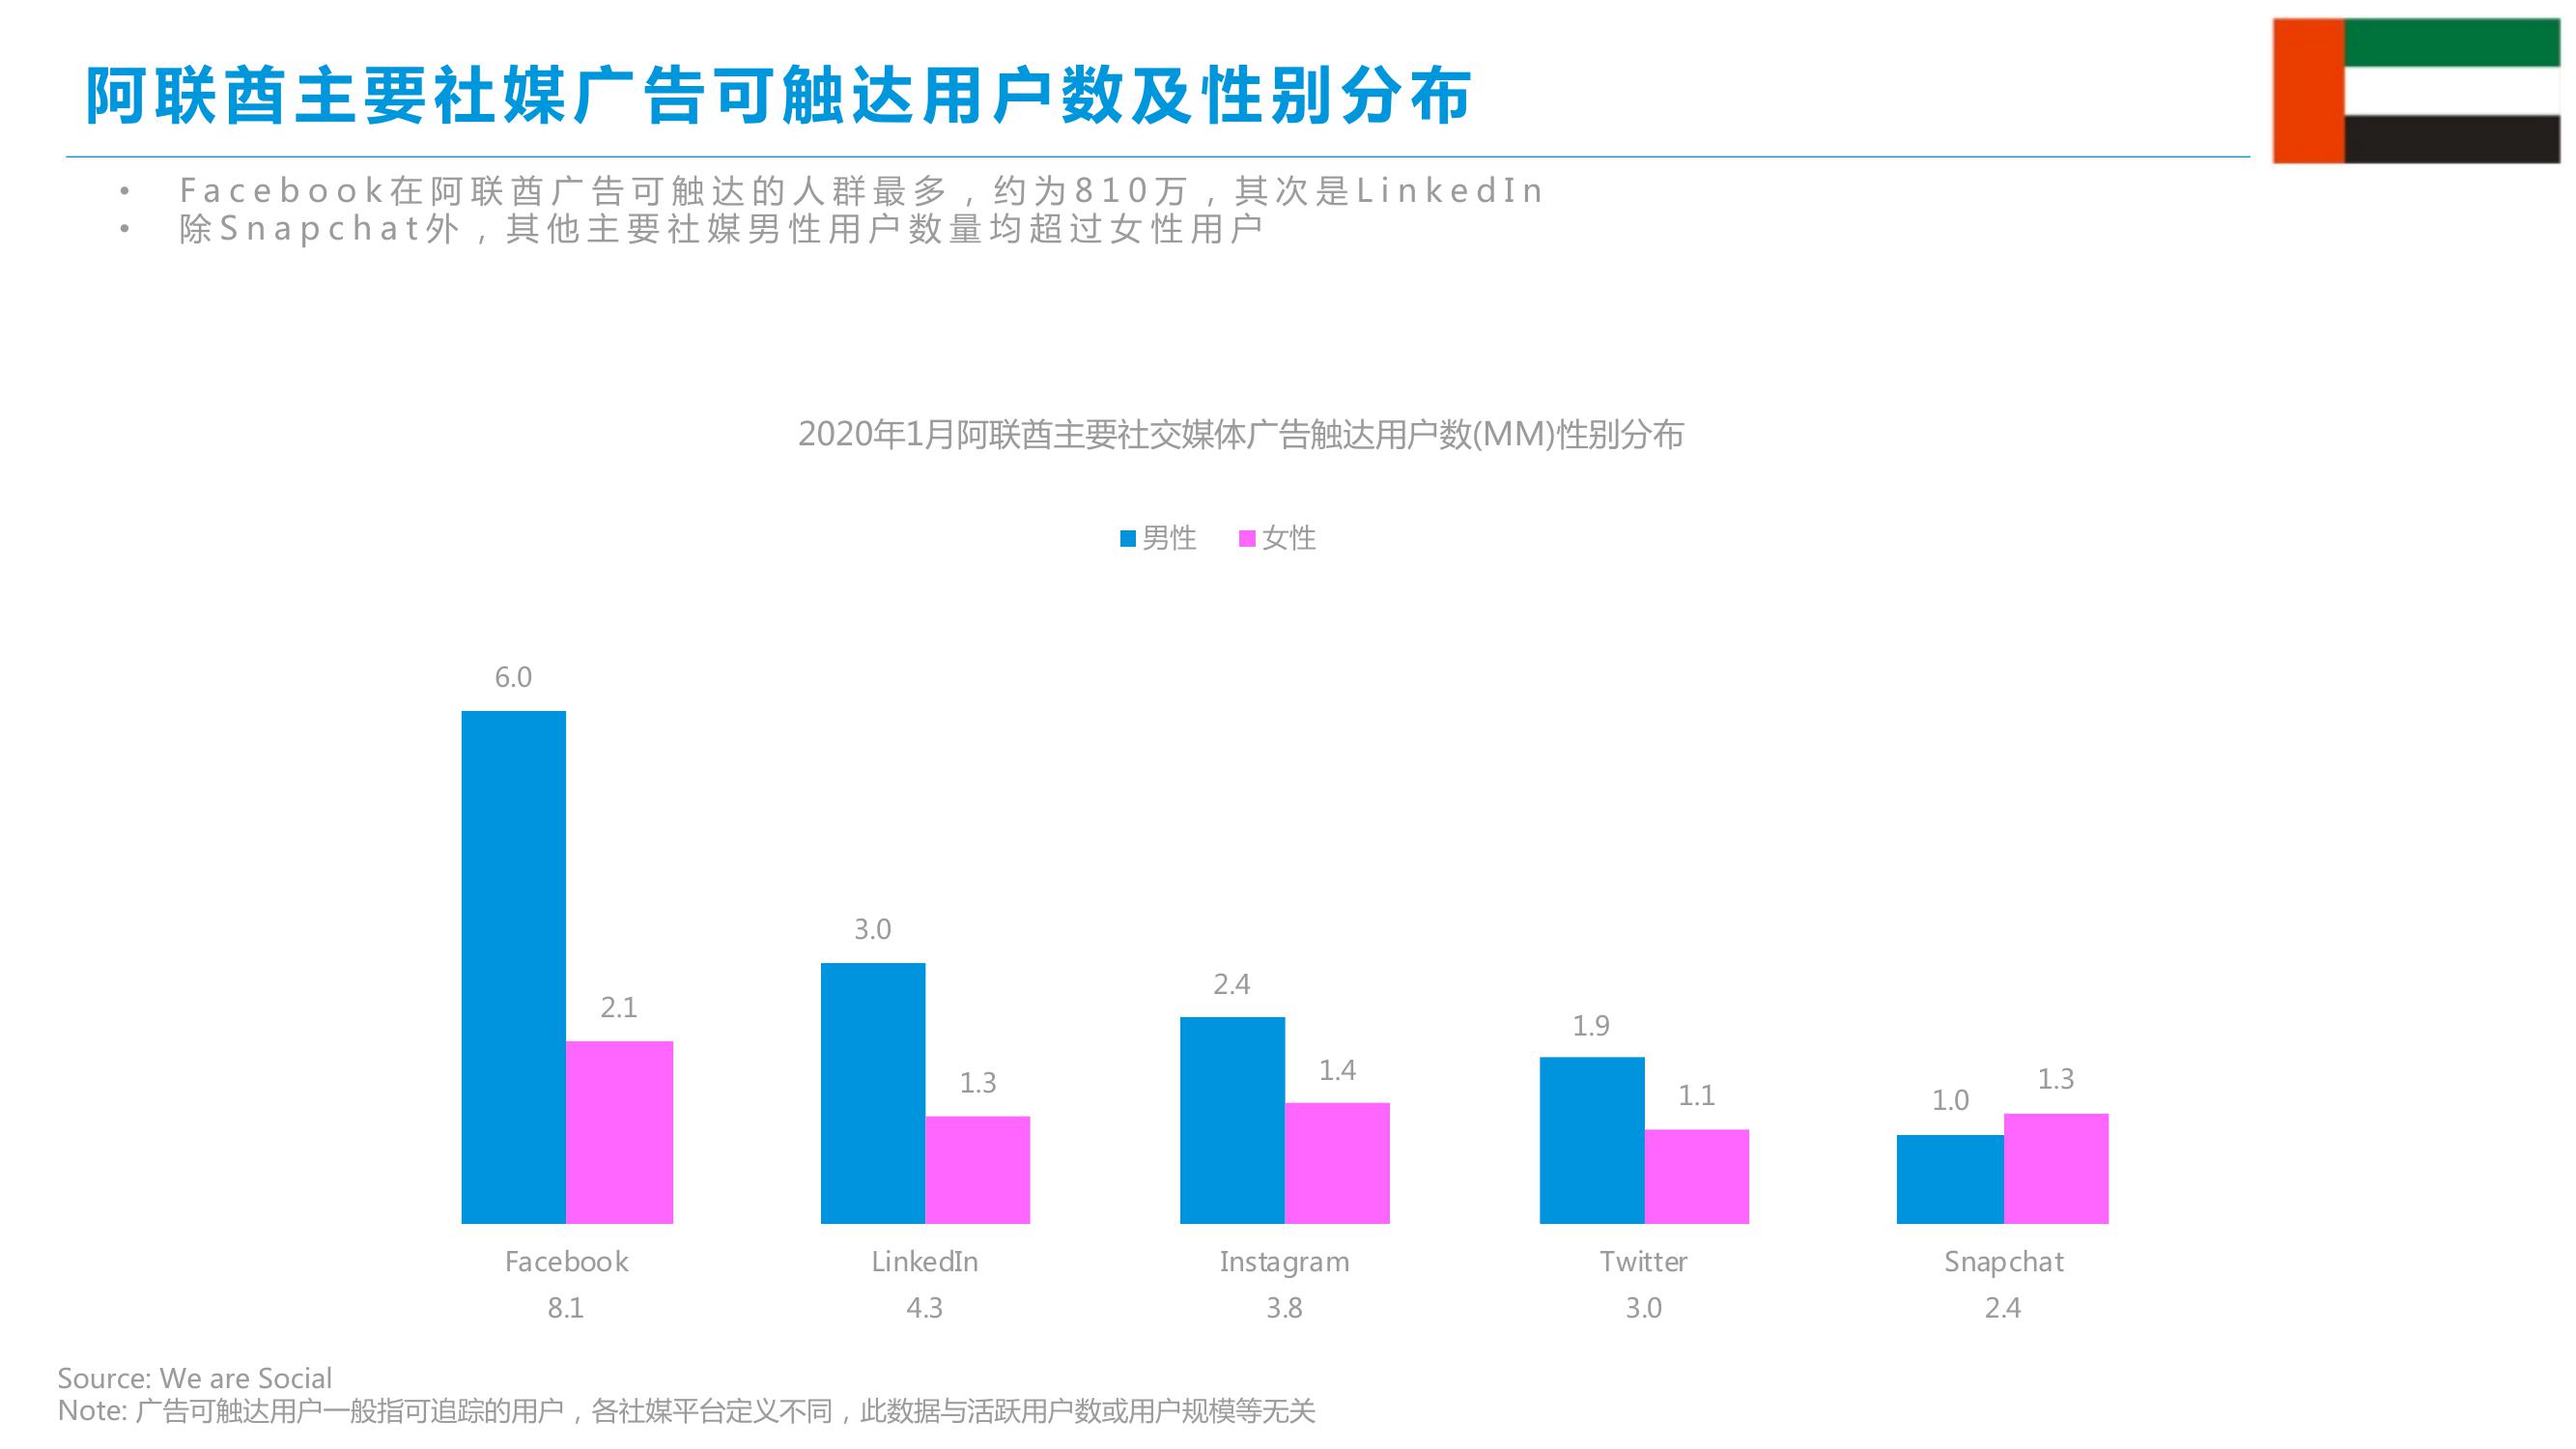 阿联酋主要社媒广告可触达用户数及性别分布
• Facebook在阿联酋广告可触达的人群最多，约为810万，其次是LinkedIn
• 除Snapchat外，其他主要社媒男性用户数量均超过女性用户
2020年1月阿联酋主要社交媒体广告触达用户数(MM)性别分布
男性 女性
6.0 2.1 3.0 1.3 2.4 1.4 1.9 1.1 1.0 1.3
Facebook LinkedIn Instagram Twitter Snapchat
8.1 4.3 3.8 3.0 2.4
Source: We are Social
Note: 广告可触达用户一般指可追踪的用户，各社媒平台定义不同，此数据与活跃用户数或用户规模等无关